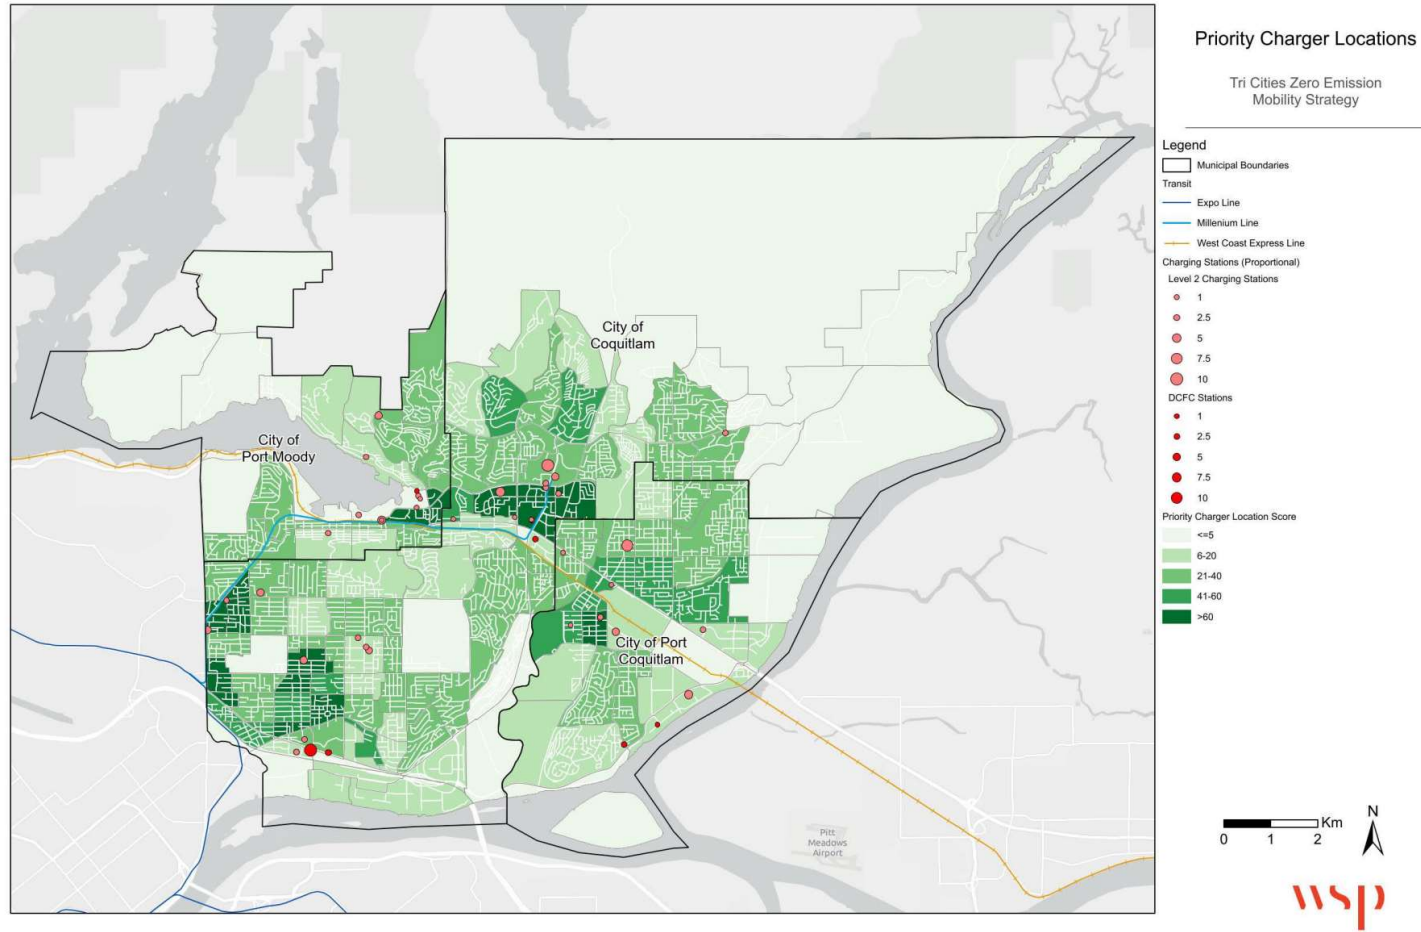 Priority Charger Locations
Tri Cities Zero Emission
Mobility Strategy
Legend
Municipal Boundaries
Transit
Expo Line
Millenium Line
West Coast Express Line
Charging Stations (Proportional)
Level 2 Charging Stations
1
2.5
5
7.5
10
DCFC Stations
1
2.5
5
7.5
10
Priority Charger Location Score
<=5
6-20
21-40
41-60
>60
City of
Coquitlam
City of
Port Moody
City of Port
Coquitlam
Pitt
Meadows
Airport
Km
0 1 2
N
wsp